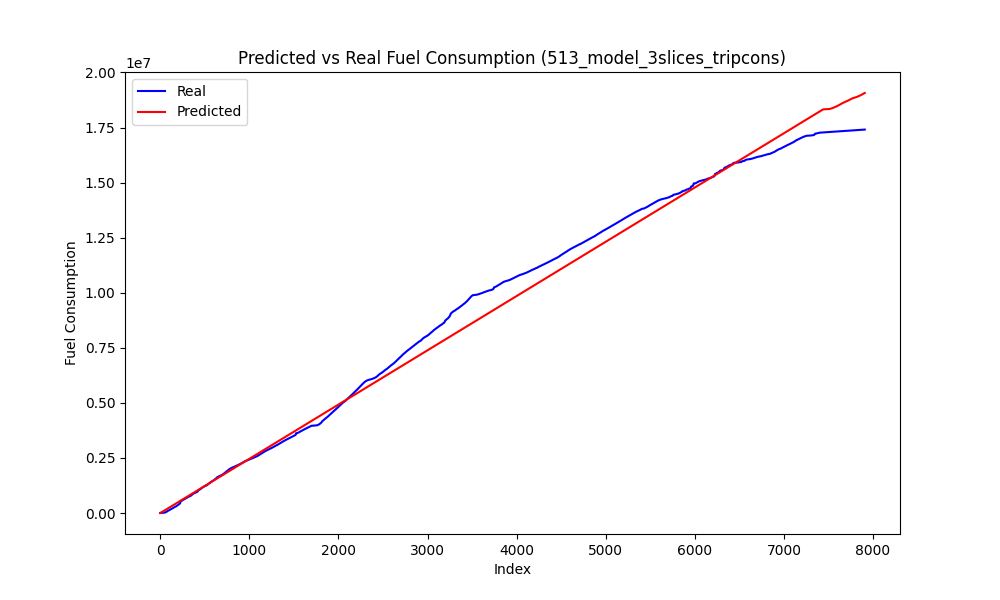 Predicted vs Real Fuel Consumption (513_model_3slices_tripcons)
1e7
Real
Predicted
2.00
1.75
1.50
1.25
1.00
0.75
0.50
0.25
0.00
Fuel Consumption
0 1000 2000 3000 4000 5000 6000 7000 8000
Index